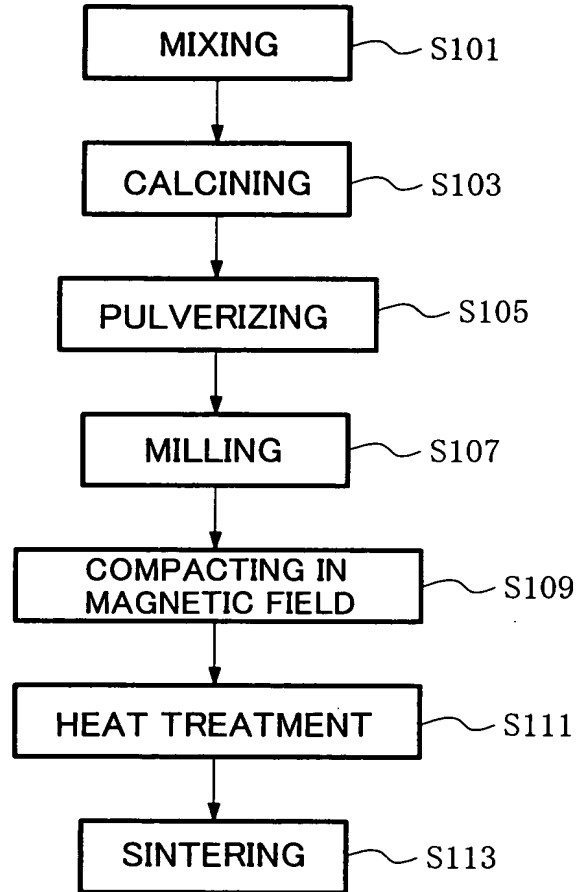 MIXING
S101
CALCINING
S103
PULVERIZING
S105
MILLING
S107
COMPACTING IN
MAGNETIC FIELD
S109
HEAT TREATMENT
S111
SINTERING
S113